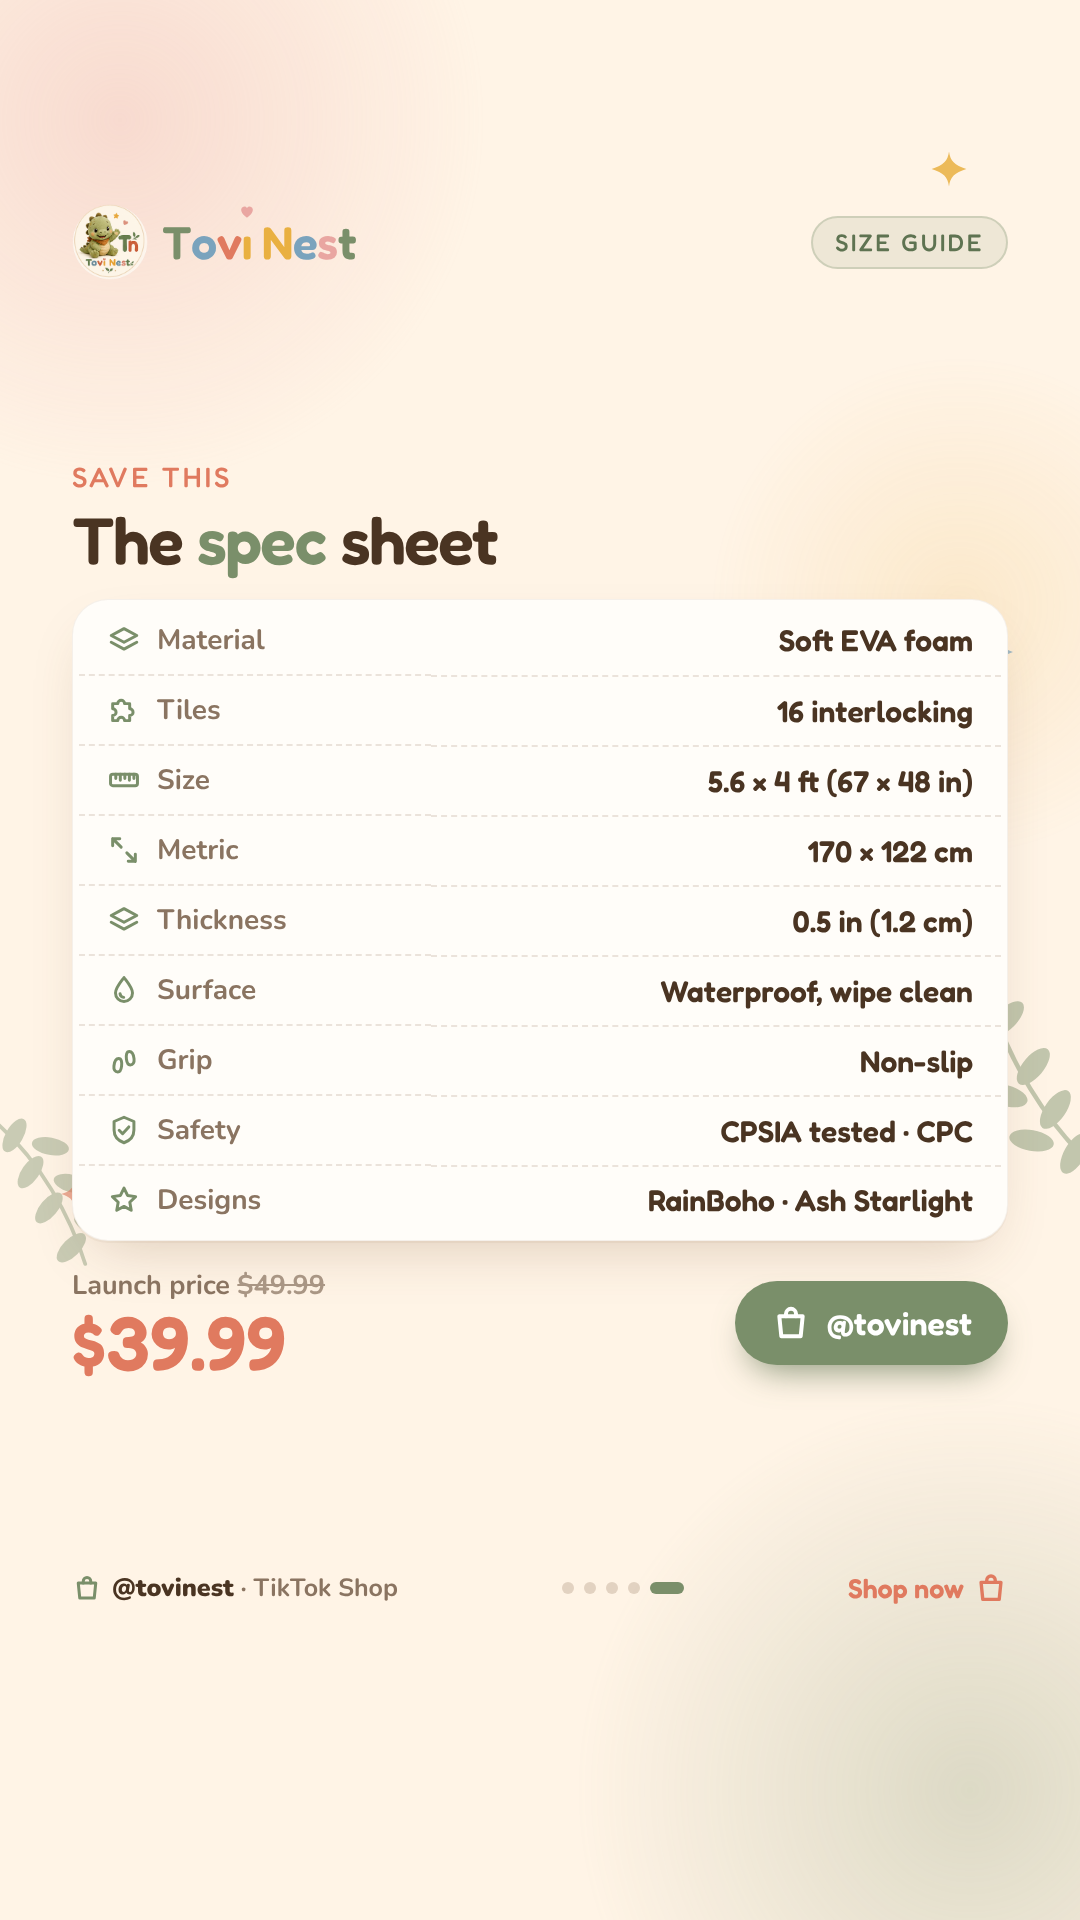 Tn
Tovi Nest
Tovi Nest
SIZE GUIDE
SAVE THIS
The spec sheet
Material Soft EVA foam
Tiles 16 interlocking
Size 5.6 × 4 ft (67 × 48 in)
Metric 170 × 122 cm
Thickness 0.5 in (1.2 cm)
Surface Waterproof, wipe clean
Grip Non-slip
Safety CPSIA tested · CPC
Designs RainBoho · Ash Starlight
Launch price $49.99
$39.99
@tovinest
@tovinest · TikTok Shop
Shop now